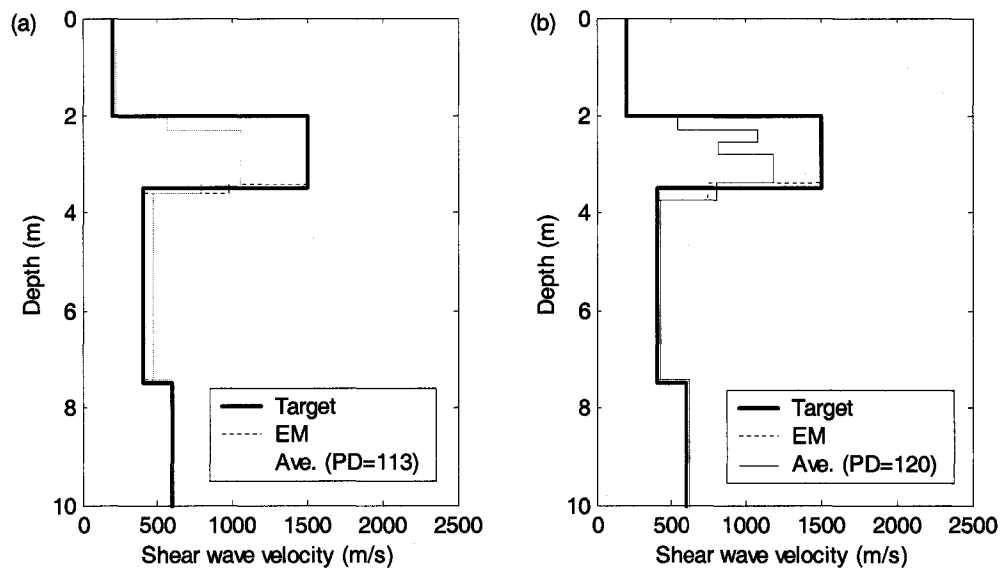 (a)
0
2
4
6
8
10
Depth (m)
0 500 1000 1500 2000 2500
Shear wave velocity (m/s)
Target
EM
Ave. (PD=113)
(b)
0
2
4
6
8
10
Depth (m)
0 500 1000 1500 2000 2500
Shear wave velocity (m/s)
Target
EM
Ave. (PD=120)